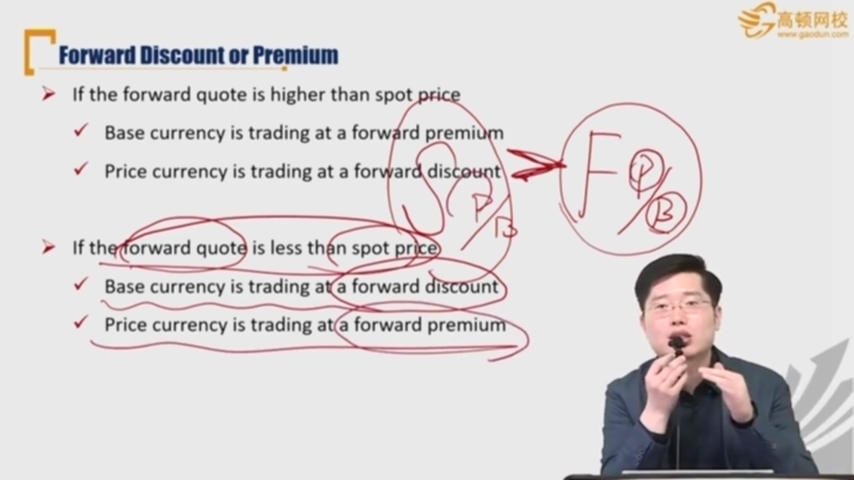 高顿网校
www.gaodun.com
Forward Discount or Premium
If the forward quote is higher than spot price
Base currency is trading at a forward premium
Price currency is trading at a forward discount
If the forward quote is less than spot price
Base currency is trading at a forward discount
Price currency is trading at a forward premium
S P/B > F P/B